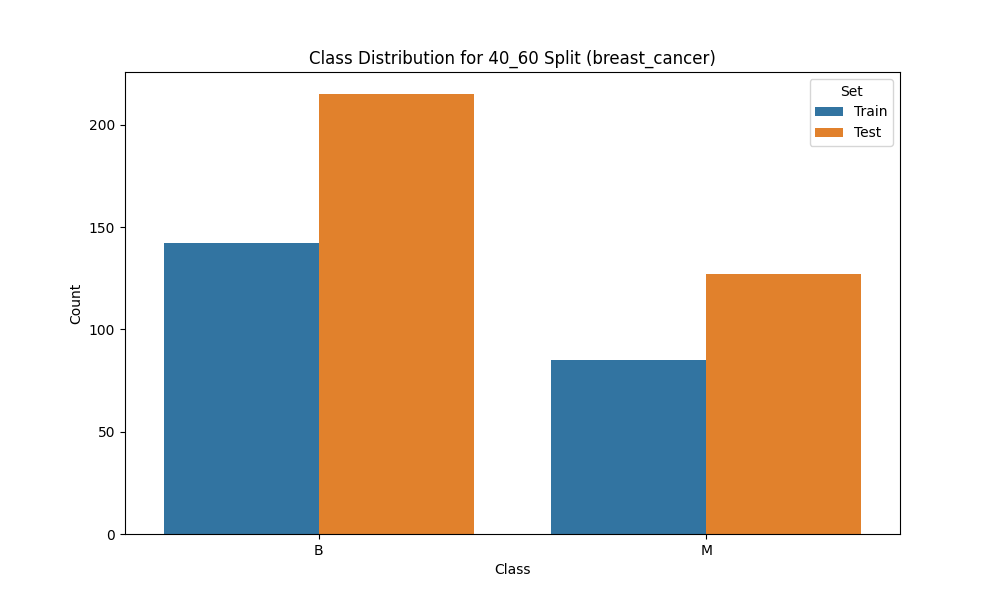 Class Distribution for 40_60 Split (breast_cancer)
Set
Train
Test
200
150
100
50
0
Count
B
M
Class